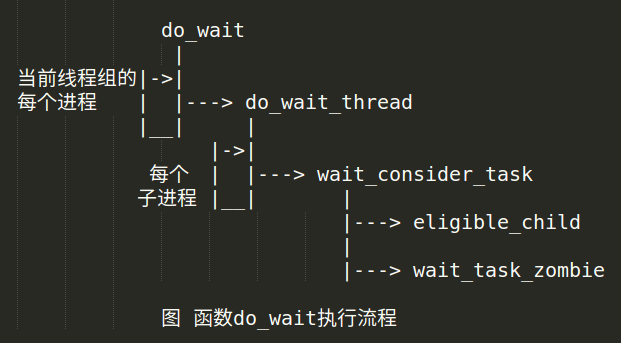 do_wait
|
当前线程组的|->|
每个进程 | |---> do_wait_thread
|__| |
|->|
每个 | |---> wait_consider_task
子进程 |__| |
|---> eligible_child
|
|---> wait_task_zombie
图 函数do_wait执行流程